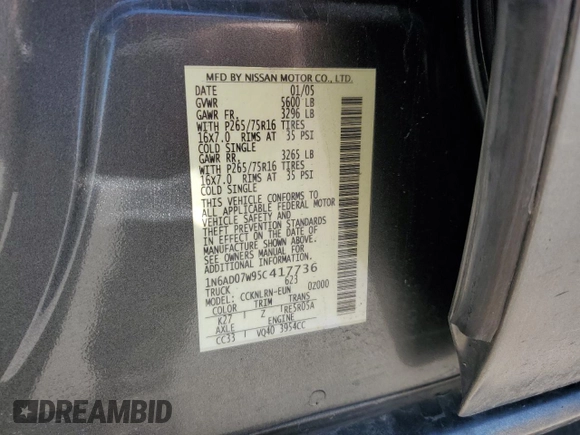 MFD BY NISSAN MOTOR CO., LTD.
DATE 01/05
GVWR 5600 LB
GAWR FR. 3296 LB
WITH P265/75R16 TIRES
16X7.0 RIMS AT 35 PSI
COLD SINGLE
GAWR RR. 3265 LB
WITH P265/75R16 TIRES
16X7.0 RIMS AT 35 PSI
COLD SINGLE
THIS VEHICLE CONFORMS TO
ALL APPLICABLE FEDERAL MOTOR
VEHICLE SAFETY AND
THEFT PREVENTION STANDARDS
IN EFFECT ON THE DATE OF
MANUFACTURE SHOWN ABOVE.
SEE OWNERS MANUAL FOR
ADDITIONAL INFORMATION
1N6AD07W95C417736
TRUCK 623
MODEL: CCKNLRN-EUN 02000
COLOR TRIM TRANS
K27 Z TRE5R05A
AXLE ENGINE
CC33 VQ40 3954CC
DREAMBID